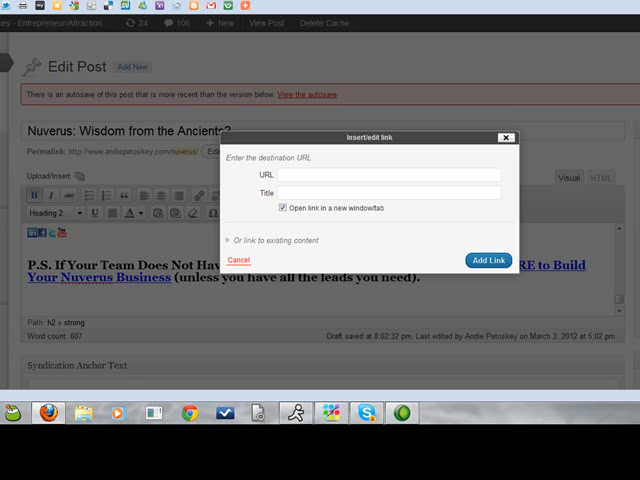 key - Entrepreneur/Attraction... 24 106 + New View Post Delete Cache
Edit Post Add New
There is an autosave of this post that is more recent than the version below. View the autosave
Nuverus: Wisdom from the Ancients?
Permalink: http://www.andiepetoskey.com/nuverus/
Insert/edit link
Enter the destination URL
URL
Title
Open link in a new window/tab
Or link to existing content
Cancel Add Link
Upload/Insert Visual HTML
B I ABC
Heading 2 U A
P.S. If Your Team Does Not Hav RE to Build
Your Nuverus Business (unless you have all the leads you need).
Path: h2 » strong
Word count: 607 Draft saved at 8:02:32 pm. Last edited by Andie Petoskey on March 3, 2012 at 5:02 pm
Syndication Anchor Text